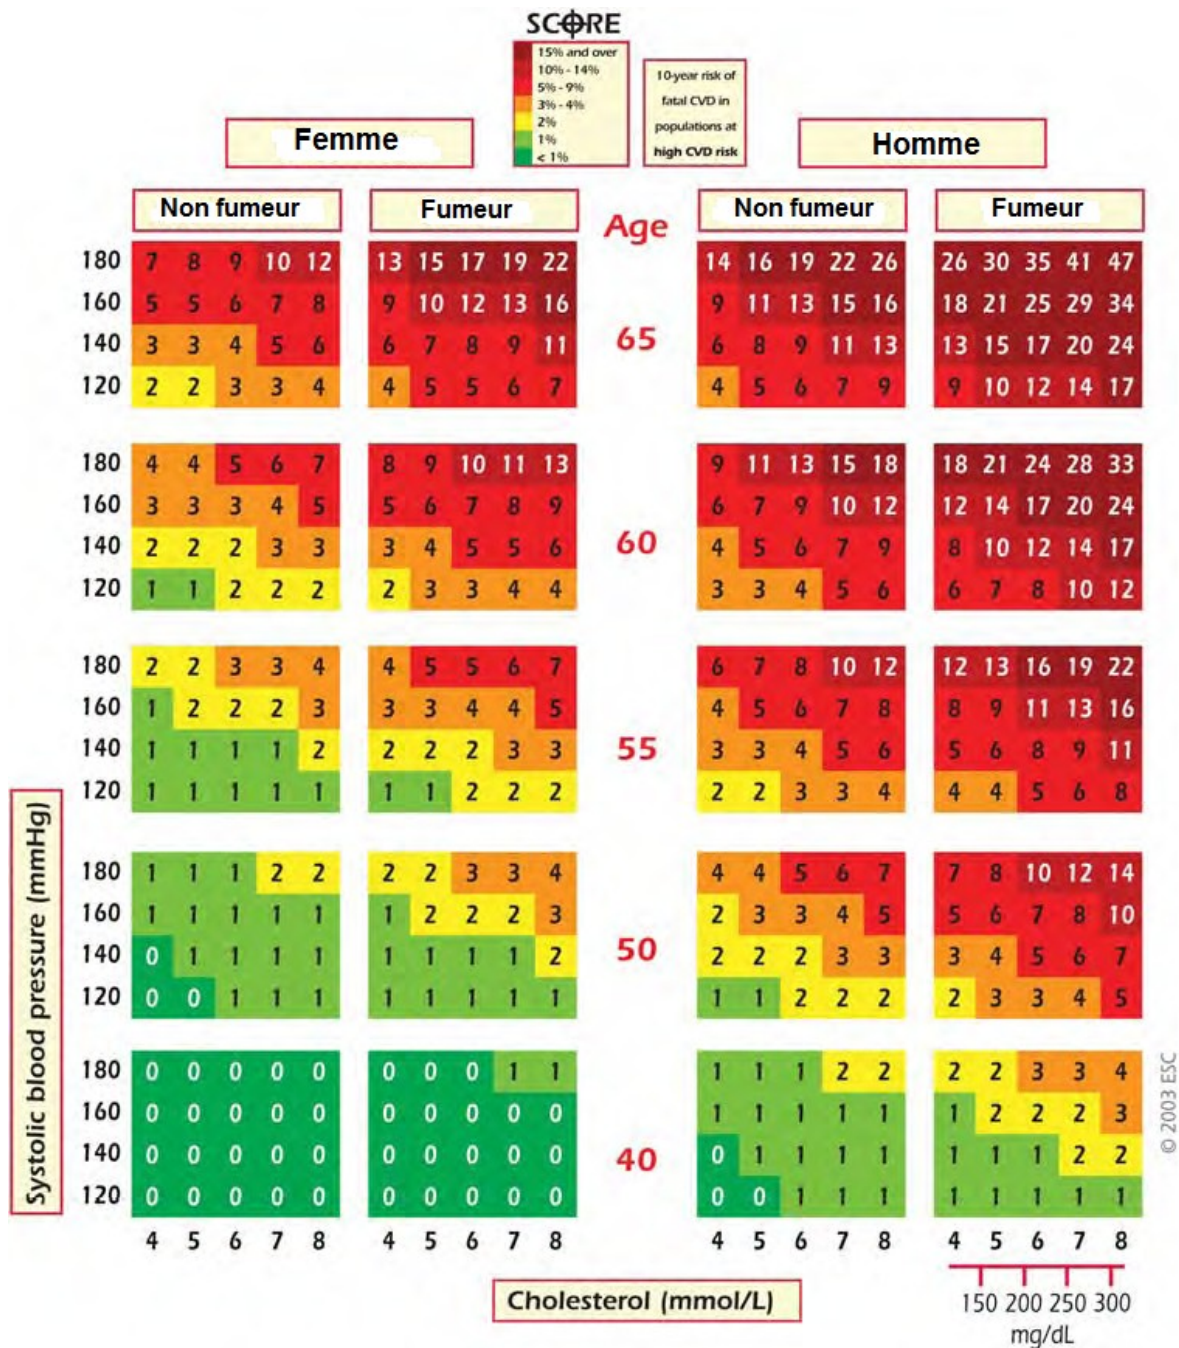 SCORE
15% and over
10% - 14%
5% - 9%
3% - 4%
2%
1%
< 1%
10-year risk of
fatal CVD in
populations at
high CVD risk
Femme
Homme
Non fumeur
Fumeur
Age
Non fumeur
Fumeur
180 7 8 9 10 12 13 15 17 19 22 14 16 19 22 26 26 30 35 41 47
160 5 5 6 7 8 9 10 12 13 16 9 11 13 15 16 18 21 25 29 34
65
140 3 3 4 5 6 6 7 8 9 11 6 8 9 11 13 13 15 17 20 24
120 2 2 3 3 4 4 5 5 6 7 4 5 6 7 9 9 10 12 14 17
180 4 4 5 6 7 8 9 10 11 13 9 11 13 15 18 18 21 24 28 33
160 3 3 3 4 5 5 6 7 8 9 6 7 9 10 12 12 14 17 20 24
140 2 2 2 3 3 3 4 5 5 6 60 4 5 6 7 9 8 10 12 14 17
120 1 1 2 2 2 2 3 3 4 4 3 3 4 5 6 6 7 8 10 12
180 2 2 3 3 4 4 5 5 6 7 6 7 8 10 12 12 13 16 19 22
160 1 2 2 2 3 3 3 4 4 5 4 5 6 7 8 8 9 11 13 16
140 1 1 1 1 2 2 2 2 3 3 55 3 3 4 5 6 5 6 8 9 11
120 1 1 1 1 1 1 1 2 2 2 2 2 3 3 4 4 4 5 6 8
180 1 1 1 2 2 2 2 3 3 4 4 4 5 6 7 7 8 10 12 14
160 1 1 1 1 1 1 2 2 2 3 2 3 3 4 5 5 6 7 8 10
140 0 1 1 1 1 1 1 1 1 2 50 2 2 2 3 3 3 4 5 6 7
120 0 0 1 1 1 1 1 1 1 1 1 1 2 2 2 2 3 3 4 5
180 0 0 0 0 0 0 0 0 1 1 1 1 1 2 2 2 2 3 3 4
160 0 0 0 0 0 0 0 0 0 0 1 1 1 1 1 1 2 2 2 3
140 0 0 0 0 0 0 0 0 0 0 40 0 1 1 1 1 1 1 1 2 2
120 0 0 0 0 0 0 0 0 0 0 0 0 1 1 1 1 1 1 1 1
4 5 6 7 8 4 5 6 7 8 4 5 6 7 8 4 5 6 7 8
Systolic blood pressure (mmHg)
Cholesterol (mmol/L)
150 200 250 300
mg/dL
© 2003 ESC